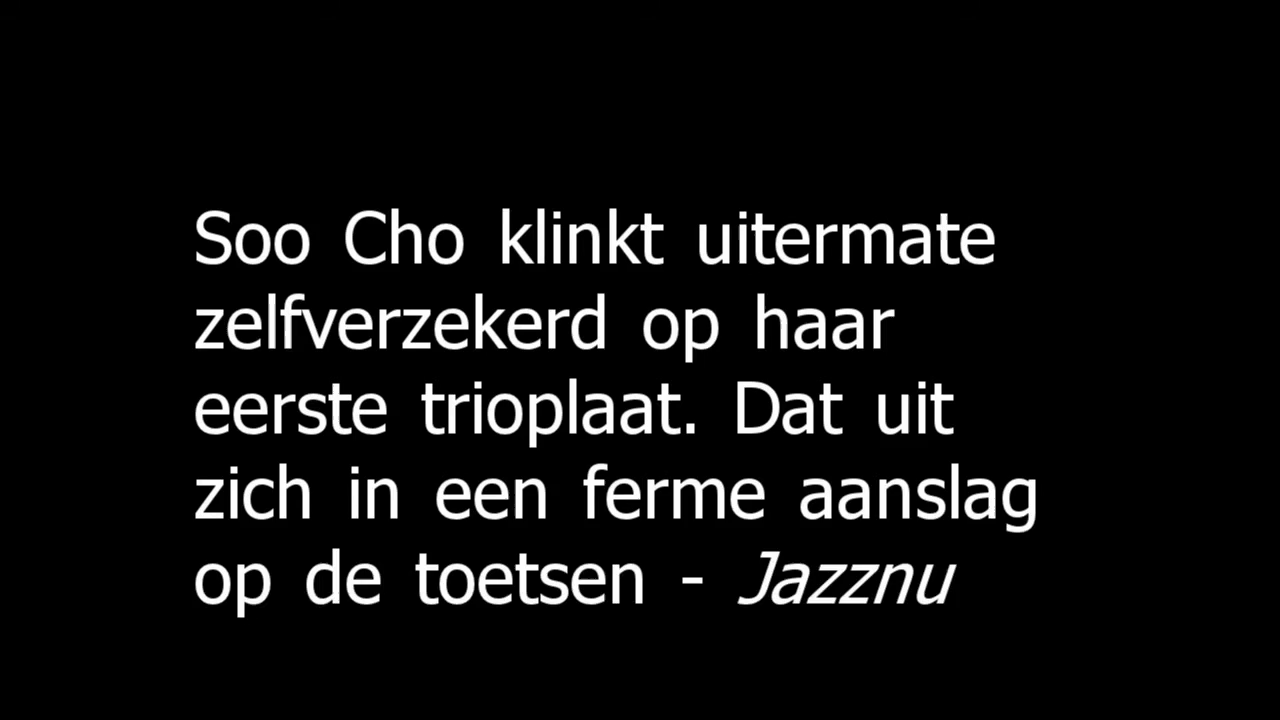 Soo Cho klinkt uitermate
zelfverzekerd op haar
eerste trioplaat. Dat uit
zich in een ferme aanslag
op de toetsen - Jazznu